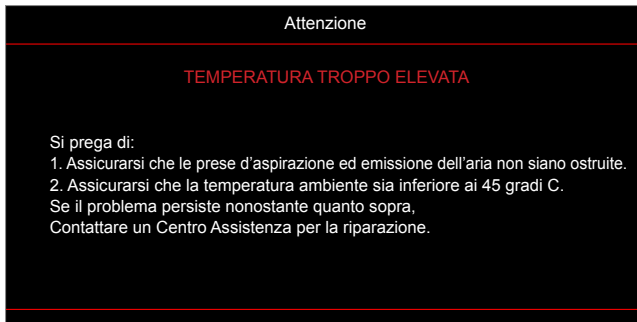 Attenzione
TEMPERATURA TROPPO ELEVATA
Si prega di:
1. Assicurarsi che le prese d’aspirazione ed emissione dell’aria non siano ostruite.
2. Assicurarsi che la temperatura ambiente sia inferiore ai 45 gradi C.
Se il problema persiste nonostante quanto sopra,
Contattare un Centro Assistenza per la riparazione.